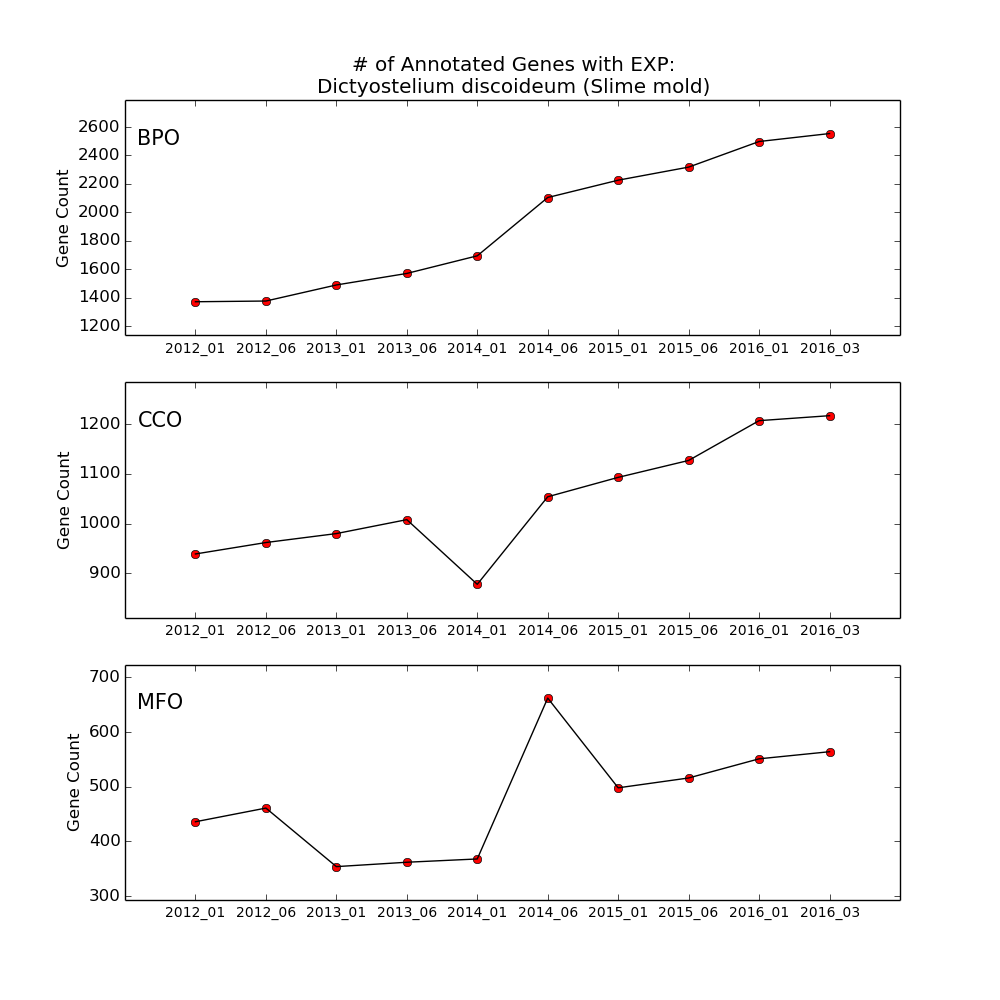 # of Annotated Genes with EXP:
Dictyostelium discoideum (Slime mold)
BPO
Gene Count
2600
2400
2200
2000
1800
1600
1400
1200
2012_01 2012_06 2013_01 2013_06 2014_01 2014_06 2015_01 2015_06 2016_01 2016_03
CCO
Gene Count
1200
1100
1000
900
2012_01 2012_06 2013_01 2013_06 2014_01 2014_06 2015_01 2015_06 2016_01 2016_03
MFO
Gene Count
700
600
500
400
300
2012_01 2012_06 2013_01 2013_06 2014_01 2014_06 2015_01 2015_06 2016_01 2016_03